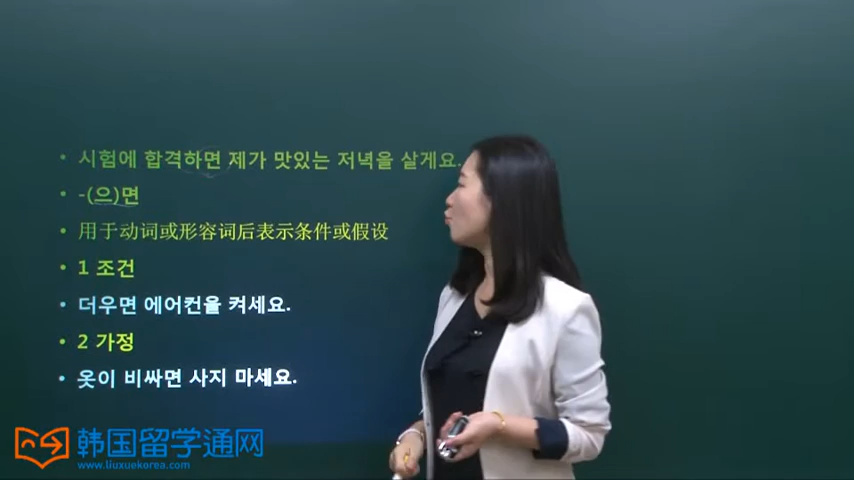 • 시험에 합격하면 제가 맛있는 저녁을 살게요.
• -(으)면
• 用于动词或形容词后表示条件或假设
• 1 조건
• 더우면 에어컨을 켜세요.
• 2 가정
• 옷이 비싸면 사지 마세요.
韩国留学通网
www.liuxuekorea.com